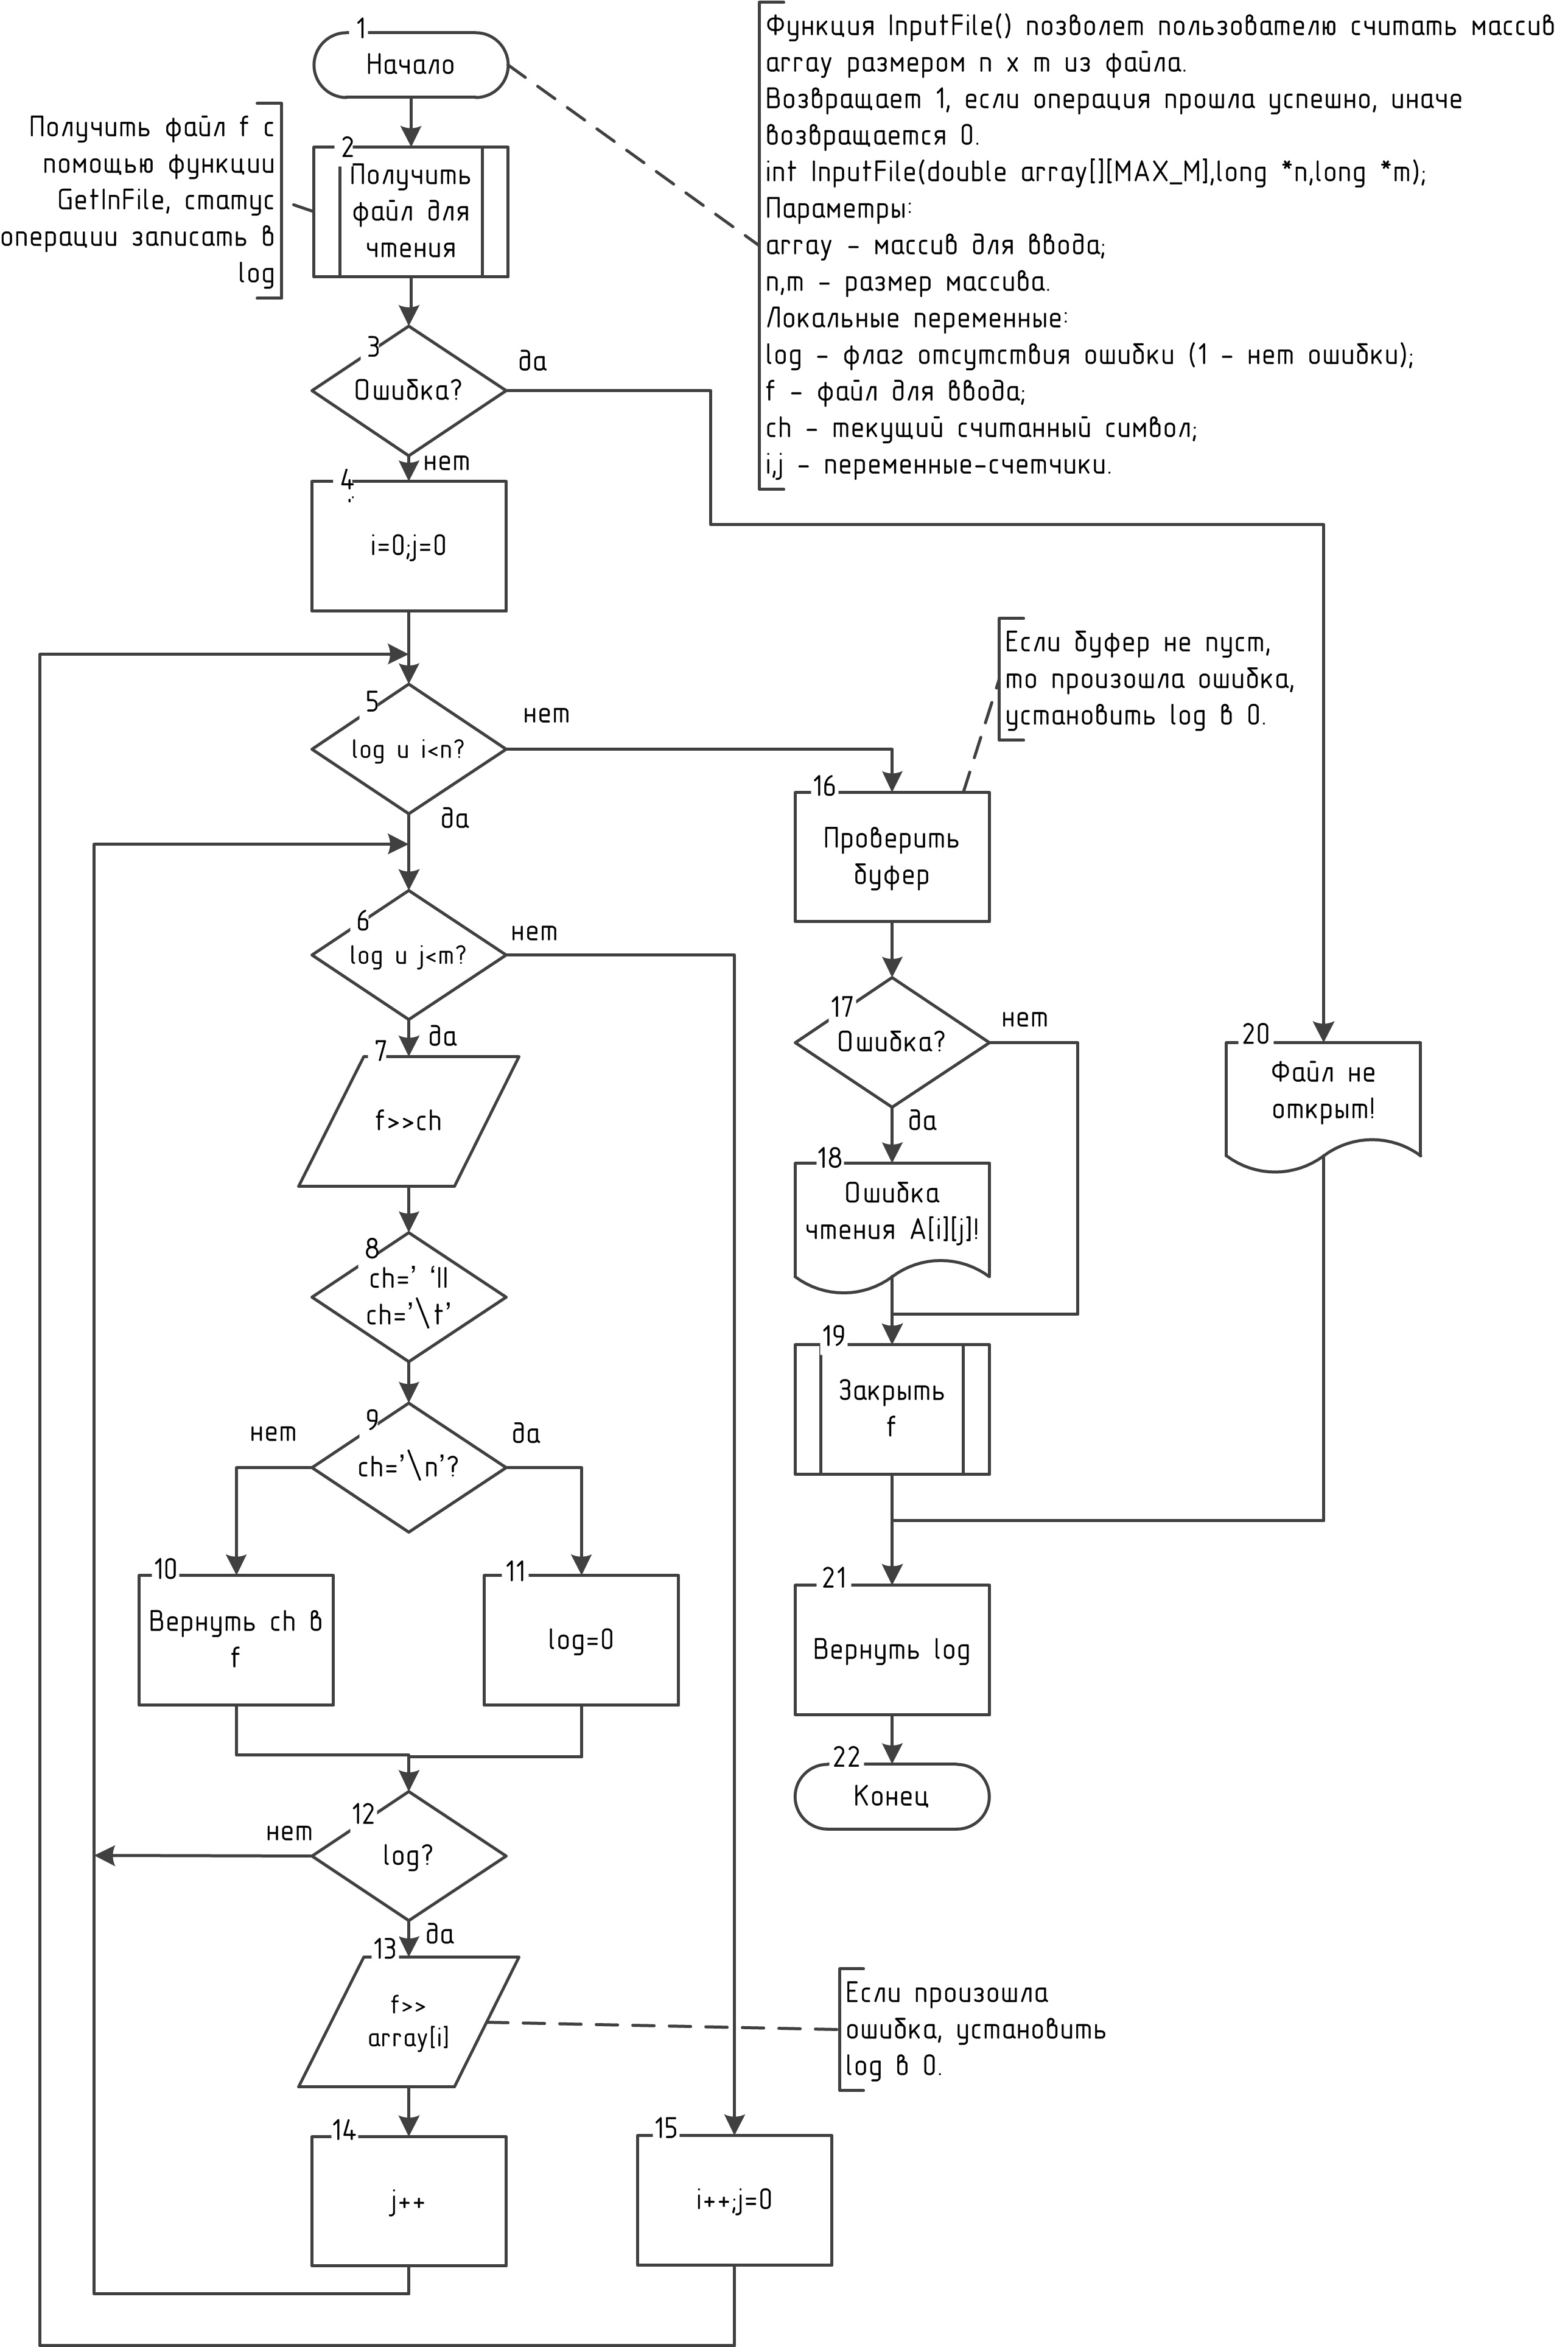 1
Начало
Функция InputFile() позволет пользователю считать массив
array размером n x m из файла.
Возвращает 1, если операция прошла успешно, иначе
возвращается 0.
int InputFile(double array[][MAX_M],long *n,long *m);
Параметры:
array – массив для ввода;
n,m – размер массива.
Локальные переменные:
log – флаг отсутствия ошибки (1 – нет ошибки);
f – файл для ввода;
ch – текущий считанный символ;
i,j – переменные-счетчики.
Получить файл f с
помощью функции
GetInFile, статус
операции записать в
log
2
Получить
файл для
чтения
3
Ошибка?
да
нет
4
i=0;j=0
5
log и i<n?
нет
да
6
log и j<m?
нет
да
7
f>>ch
8
ch=’ ‘||
ch=’\t’
9
ch=’\n’?
нет
да
10
Вернуть ch в
f
11
log=0
12
log?
нет
да
13
f>>
array[i]
Если произошла
ошибка, установить
log в 0.
14
j++
15
i++;j=0
Если буфер не пуст,
то произошла ошибка,
установить log в 0.
16
Проверить
буфер
17
Ошибка?
нет
да
18
Ошибка
чтения A[i][j]!
19
Закрыть
f
20
Файл не
открыт!
21
Вернуть log
22
Конец